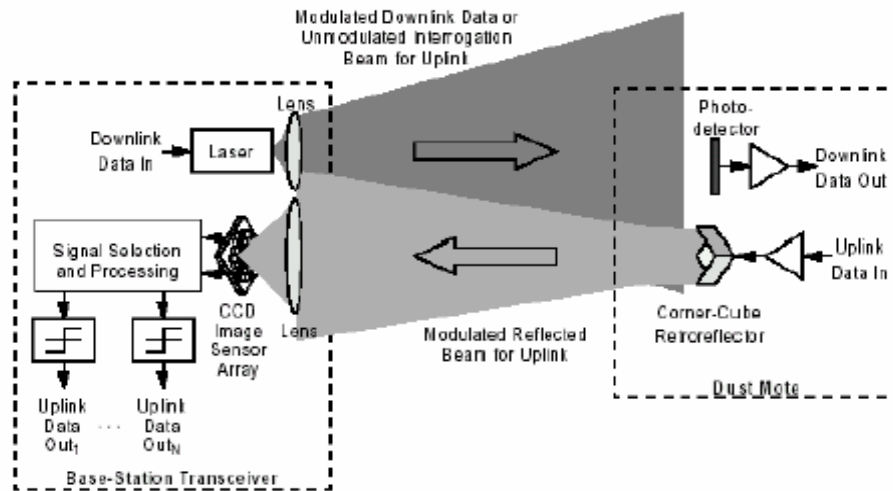 Modulated Downlink Data or
Unmodulated Interrogation
Beam for Uplink
Lens
Downlink
Data In
Laser
Photo-
detector
Downlink
Data Out
Signal Selection
and Processing
CCD
Image
Sensor
Array
Lens
Uplink
Data In
Corner-Cube
Retroreflector
Modulated Reflected
Beam for Uplink
Uplink
Data
Out1
...
Uplink
Data
OutN
Dust Mote
Base-Station Transceiver